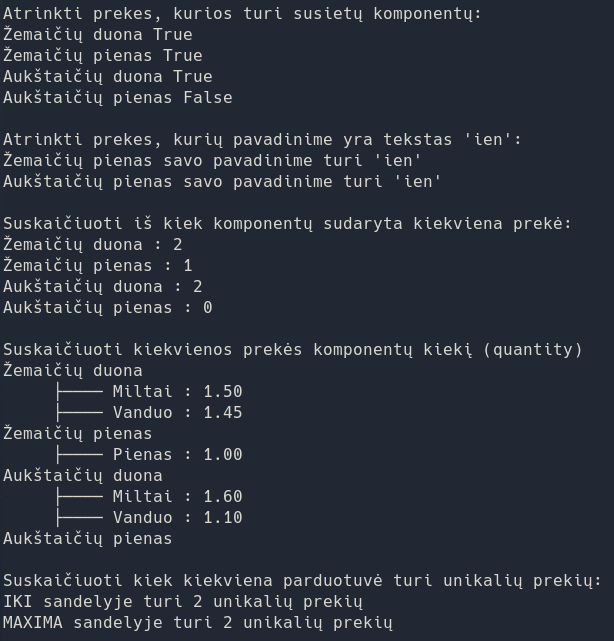 Atrinkti prekes, kurios turi susietų komponentų:
Žemaičių duona True
Žemaičių pienas True
Aukštaičių duona True
Aukštaičių pienas False
Atrinkti prekes, kurių pavadinime yra tekstas 'ien':
Žemaičių pienas savo pavadinime turi 'ien'
Aukštaičių pienas savo pavadinime turi 'ien'
Suskaičiuoti iš kiek komponentų sudaryta kiekviena prekė:
Žemaičių duona : 2
Žemaičių pienas : 1
Aukštaičių duona : 2
Aukštaičių pienas : 0
Suskaičiuoti kiekvienos prekės komponentų kiekį (quantity)
Žemaičių duona
├──── Miltai : 1.50
├──── Vanduo : 1.45
Žemaičių pienas
├──── Pienas : 1.00
Aukštaičių duona
├──── Miltai : 1.60
├──── Vanduo : 1.10
Aukštaičių pienas
Suskaičiuoti kiek kiekviena parduotuvė turi unikalių prekių:
IKI sandelyje turi 2 unikalių prekių
MAXIMA sandelyje turi 2 unikalių prekių